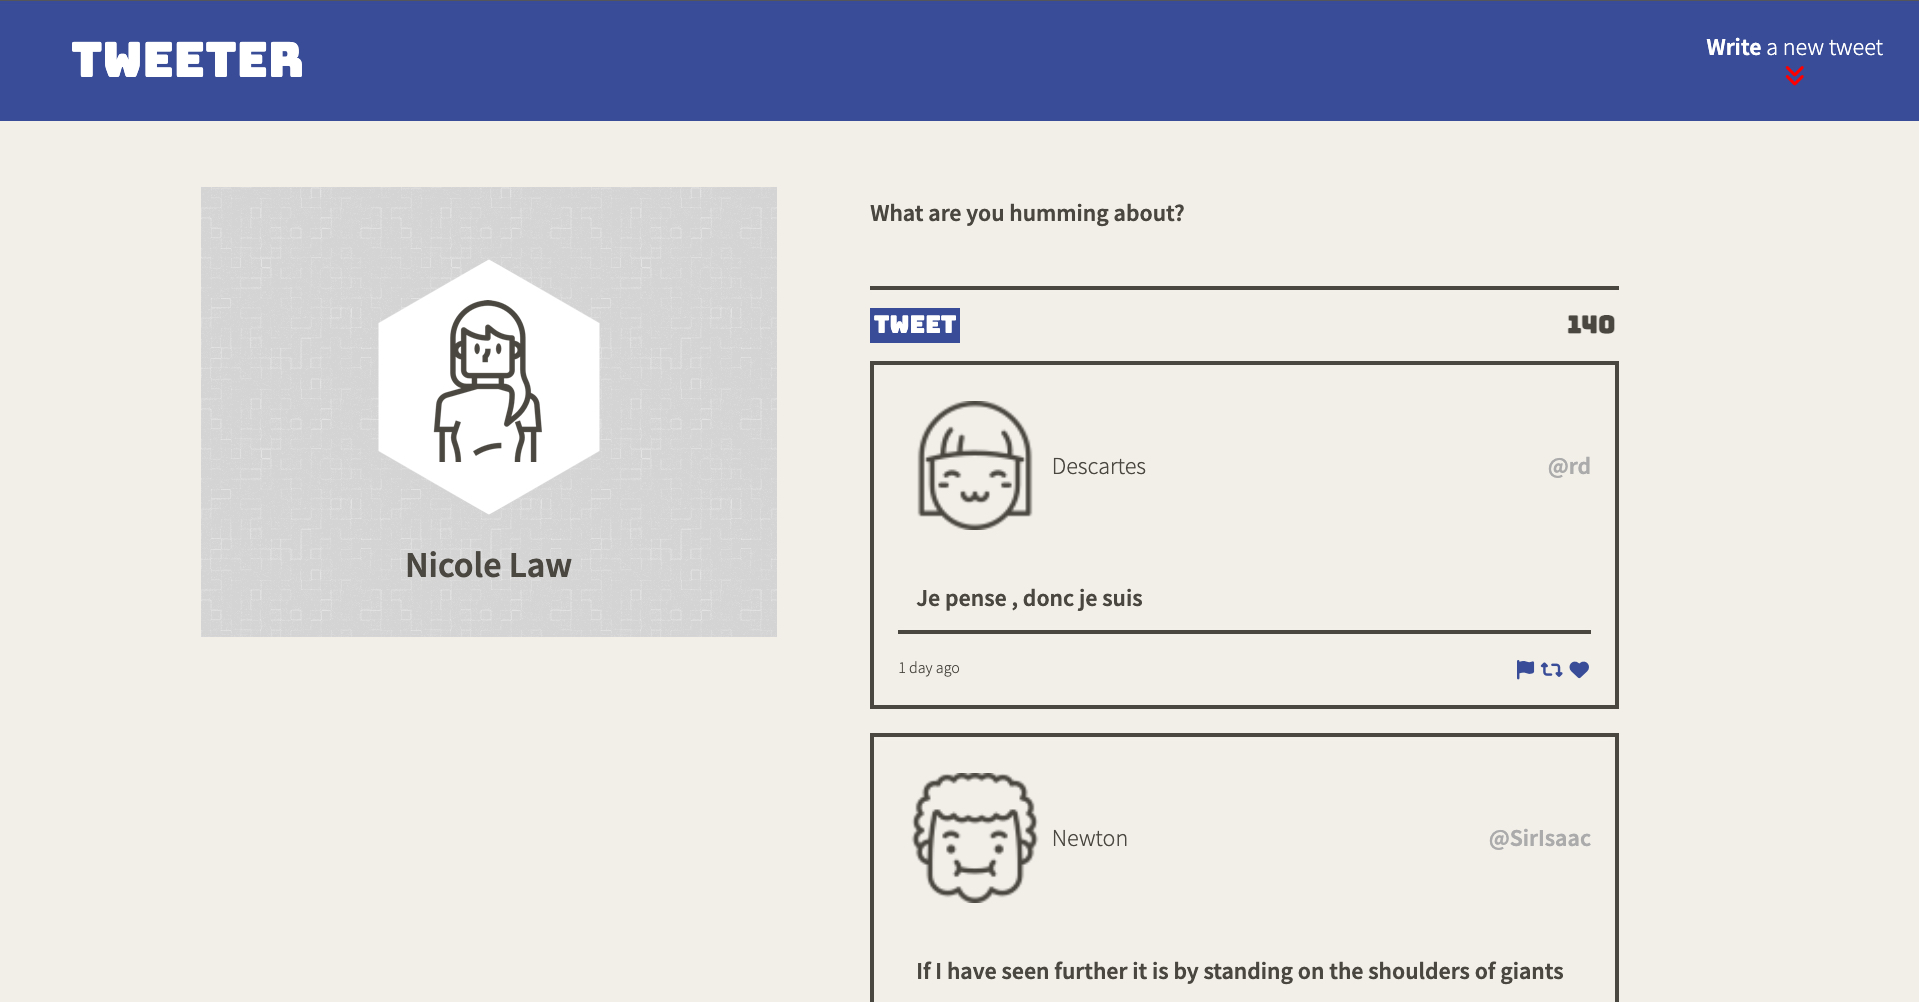 TWEETER
Write a new tweet
Nicole Law
What are you humming about?
TWEET
140
Descartes
@rd
Je pense , donc je suis
1 day ago
Newton
@SirIsaac
If I have seen further it is by standing on the shoulders of giants